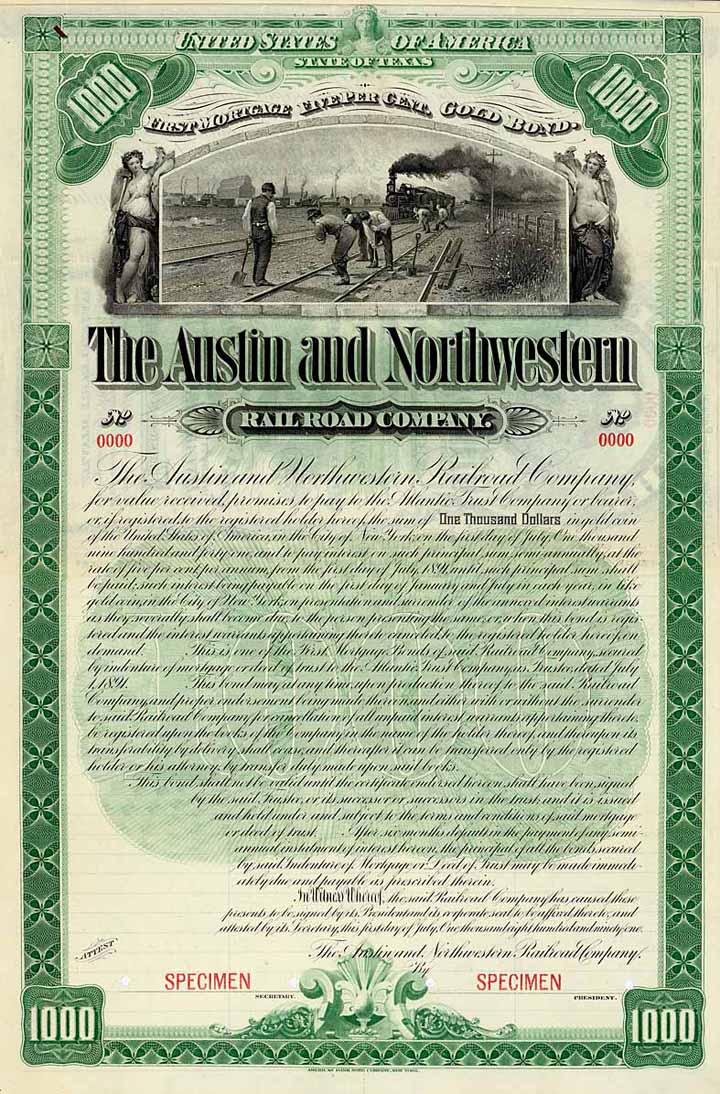 UNITED STATES OF AMERICA
STATE OF TEXAS
1000 1000
FIRST MORTGAGE FIVE PER CENT. GOLD BOND.
The Austin and Northwestern
RAILROAD COMPANY.
No No
0000 0000
The Austin and Northwestern Railroad Company,
for value received, promises to pay to the Atlantic Trust Company or bearer,
or, if registered, to the registered holder hereof, the sum of One Thousand Dollars in gold coin
of the United States of America, in the City of New York, on the first day of July, One thousand
nine hundred and forty one, and to pay interest on such principal sum, semi-annually, at the
rate of five per cent per annum, from the first day of July, 1891, until such principal sum shall
be paid; such interest being payable on the first day of January and July in each year, in like
gold coin, in the City of New York, on presentation and surrender of the annexed interest warrants
as they severally shall become due, to the person presenting the same, or, when this bond is regis-
tered and the interest warrants appertaining thereto cancelled, to the registered holder hereof, on
demand. This is one of the First Mortgage Bonds of said Railroad Company, secured
by indenture of mortgage or deed of trust to the Atlantic Trust Company, as Trustee, dated July
1, 1891. This bond may at any time, upon production thereof to the said Railroad
Company, and proper endorsement being made thereon, and either with or without the surrender
to said Railroad Company for cancellation of all unpaid interest warrants appertaining thereto,
be registered upon the books of the Company in the name of the holder thereof, and thereupon its
transferability by delivery shall cease, and thereafter it can be transferred only by the registered
holder or his attorney, by transfer duly made upon said books.
This bond shall not be valid until the certificate endorsed hereon shall have been signed
by the said Trustee, or its successor or successors in the trust, and it is issued
and held under and subject to the terms and conditions of said mortgage
or deed of trust. After six months default in the payment of any semi-
annual instalment of interest hereon, the principal of all the bonds secured
by said Indenture of Mortgage or Deed of Trust may be made immedi-
ately due and payable as prescribed therein.
In Witness Whereof, the said Railroad Company has caused these
presents to be signed by its President and its corporate seal to be affixed thereto, and
attested by its Secretary, this first day of July, One thousand eight hundred and ninety-one.
The Austin and Northwestern Railroad Company.
ATTEST By
SPECIMEN SPECIMEN
SECRETARY. PRESIDENT.
1000 1000
AMERICAN BANK NOTE COMPANY, NEW YORK.